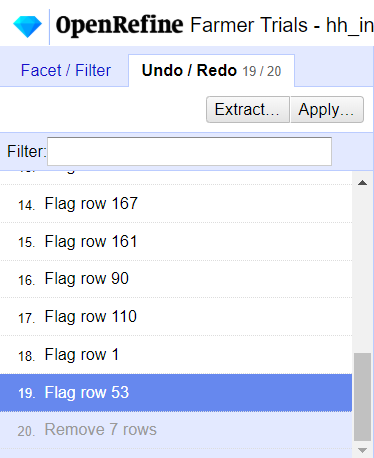 OpenRefine Farmer Trials - hh_in
Facet / Filter Undo / Redo 19 / 20
Extract... Apply...
Filter:
14. Flag row 167
15. Flag row 161
16. Flag row 90
17. Flag row 110
18. Flag row 1
19. Flag row 53
20. Remove 7 rows